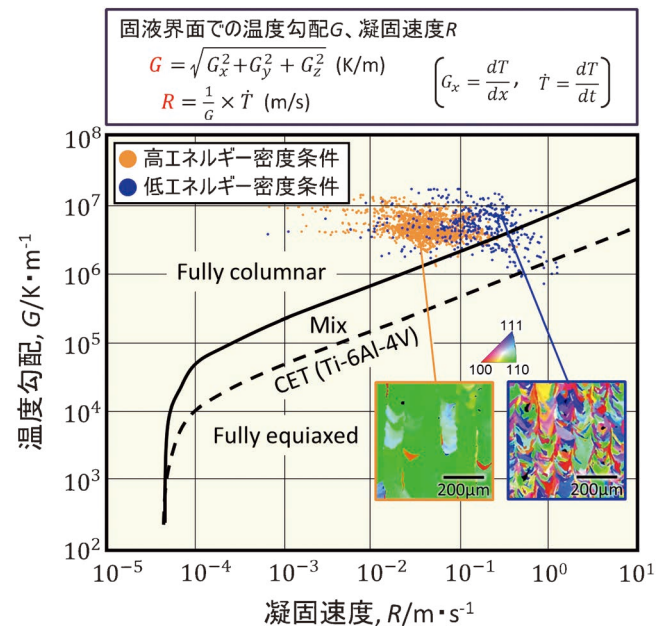 固液界面での温度勾配G、凝固速度R
G = √(Gx² + Gy² + Gz²) (K/m)
R = 1/G × Ṫ (m/s)
(Gx = dT/dx, Ṫ = dT/dt)
高エネルギー密度条件
低エネルギー密度条件
10⁸
10⁷
10⁶
10⁵
10⁴
10³
10²
温度勾配, G/K・m⁻¹
Fully columnar
Mix
CET (Ti-6Al-4V)
Fully equiaxed
111
100 110
200μm
200μm
10⁻⁵ 10⁻⁴ 10⁻³ 10⁻² 10⁻¹ 10⁰ 10¹
凝固速度, R/m・s⁻¹